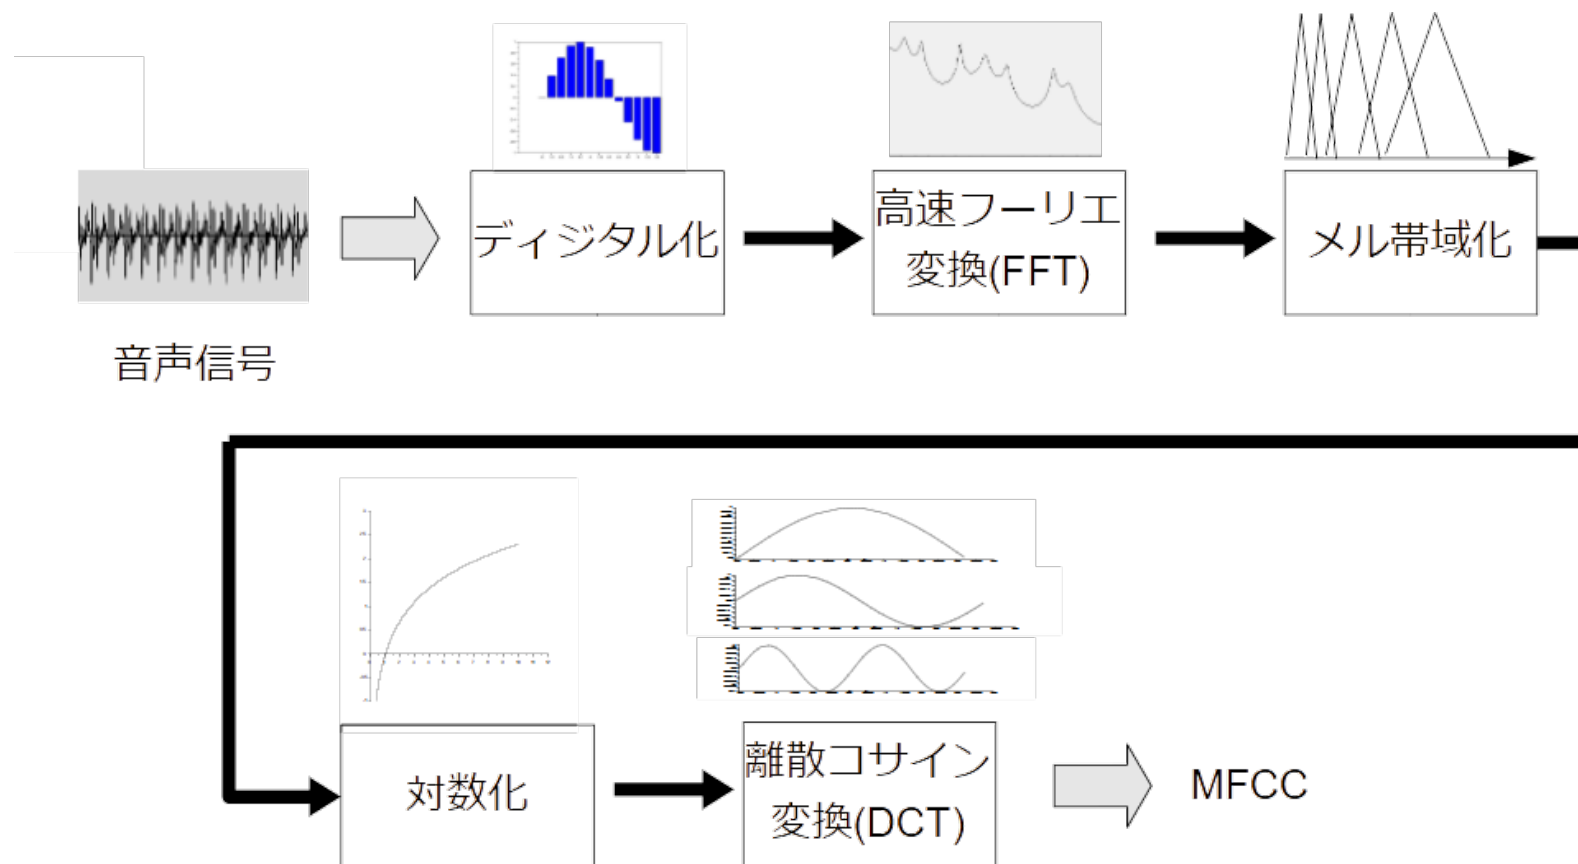 ディジタル化
高速フーリエ
変換(FFT)
メル帯域化
音声信号
対数化
離散コサイン
変換(DCT)
MFCC